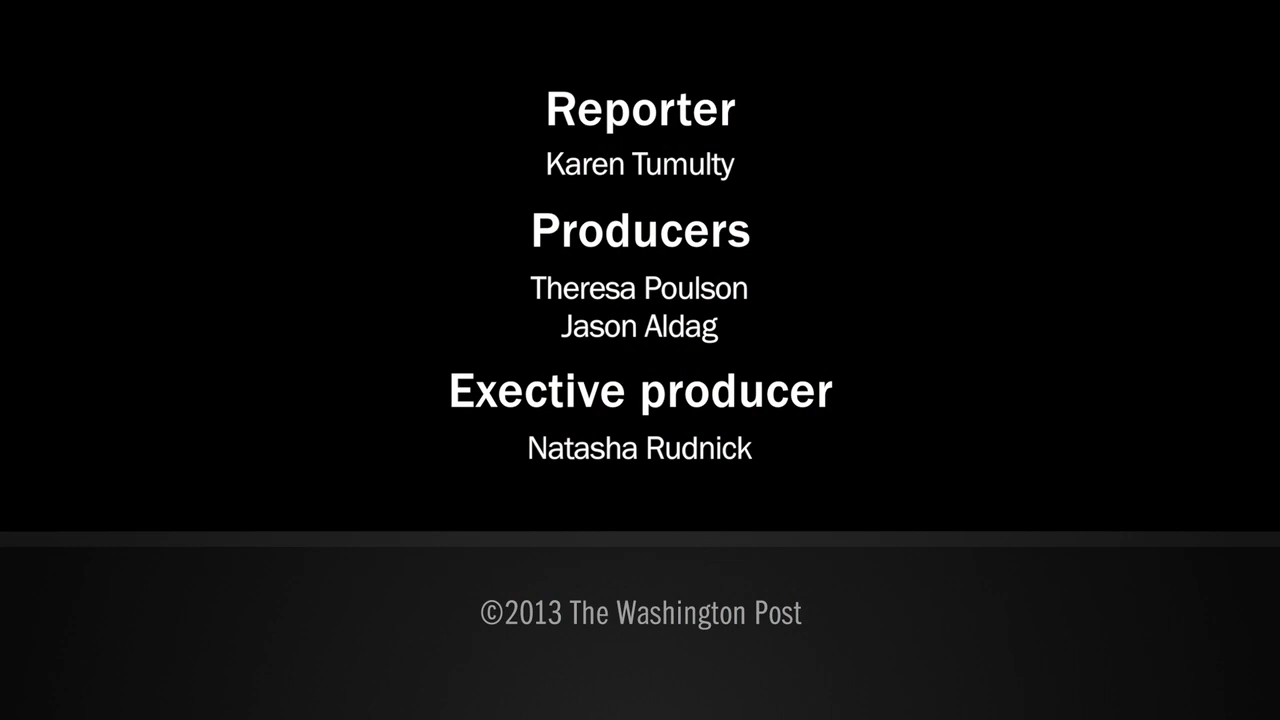 Reporter
Karen Tumulty
Producers
Theresa Poulson
Jason Aldag
Exective producer
Natasha Rudnick
©2013 The Washington Post